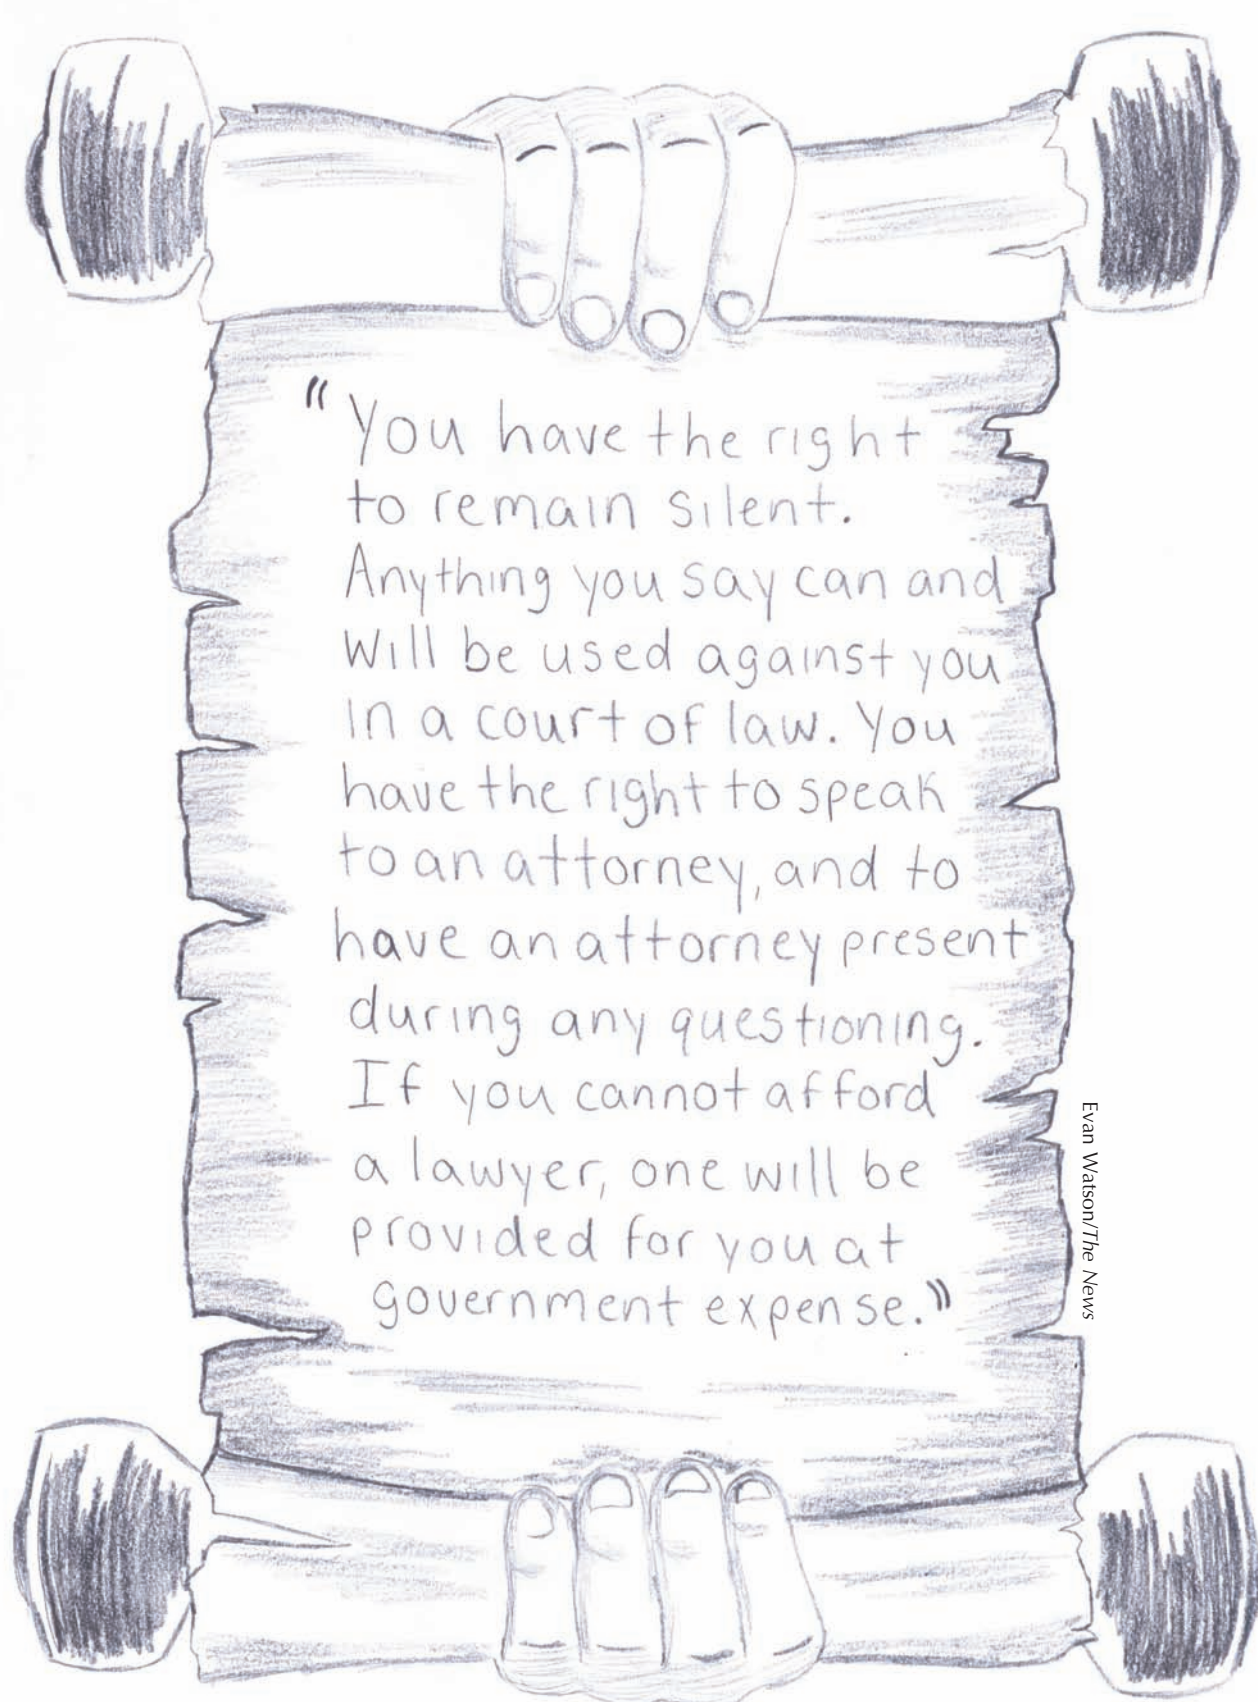 "You have the right
to remain silent.
Anything you say can and
will be used against you
in a court of law. You
have the right to speak
to an attorney, and to
have an attorney present
during any questioning.
If you cannot afford
a lawyer, one will be
provided for you at
government expense."
Evan Watson/The News